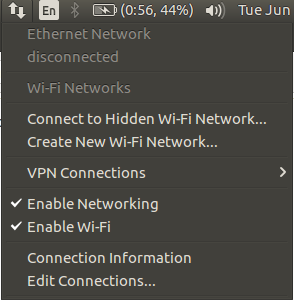 En (0:56, 44%) Tue Jun
Ethernet Network
disconnected
Wi-Fi Networks
Connect to Hidden Wi-Fi Network...
Create New Wi-Fi Network...
VPN Connections
Enable Networking
Enable Wi-Fi
Connection Information
Edit Connections...